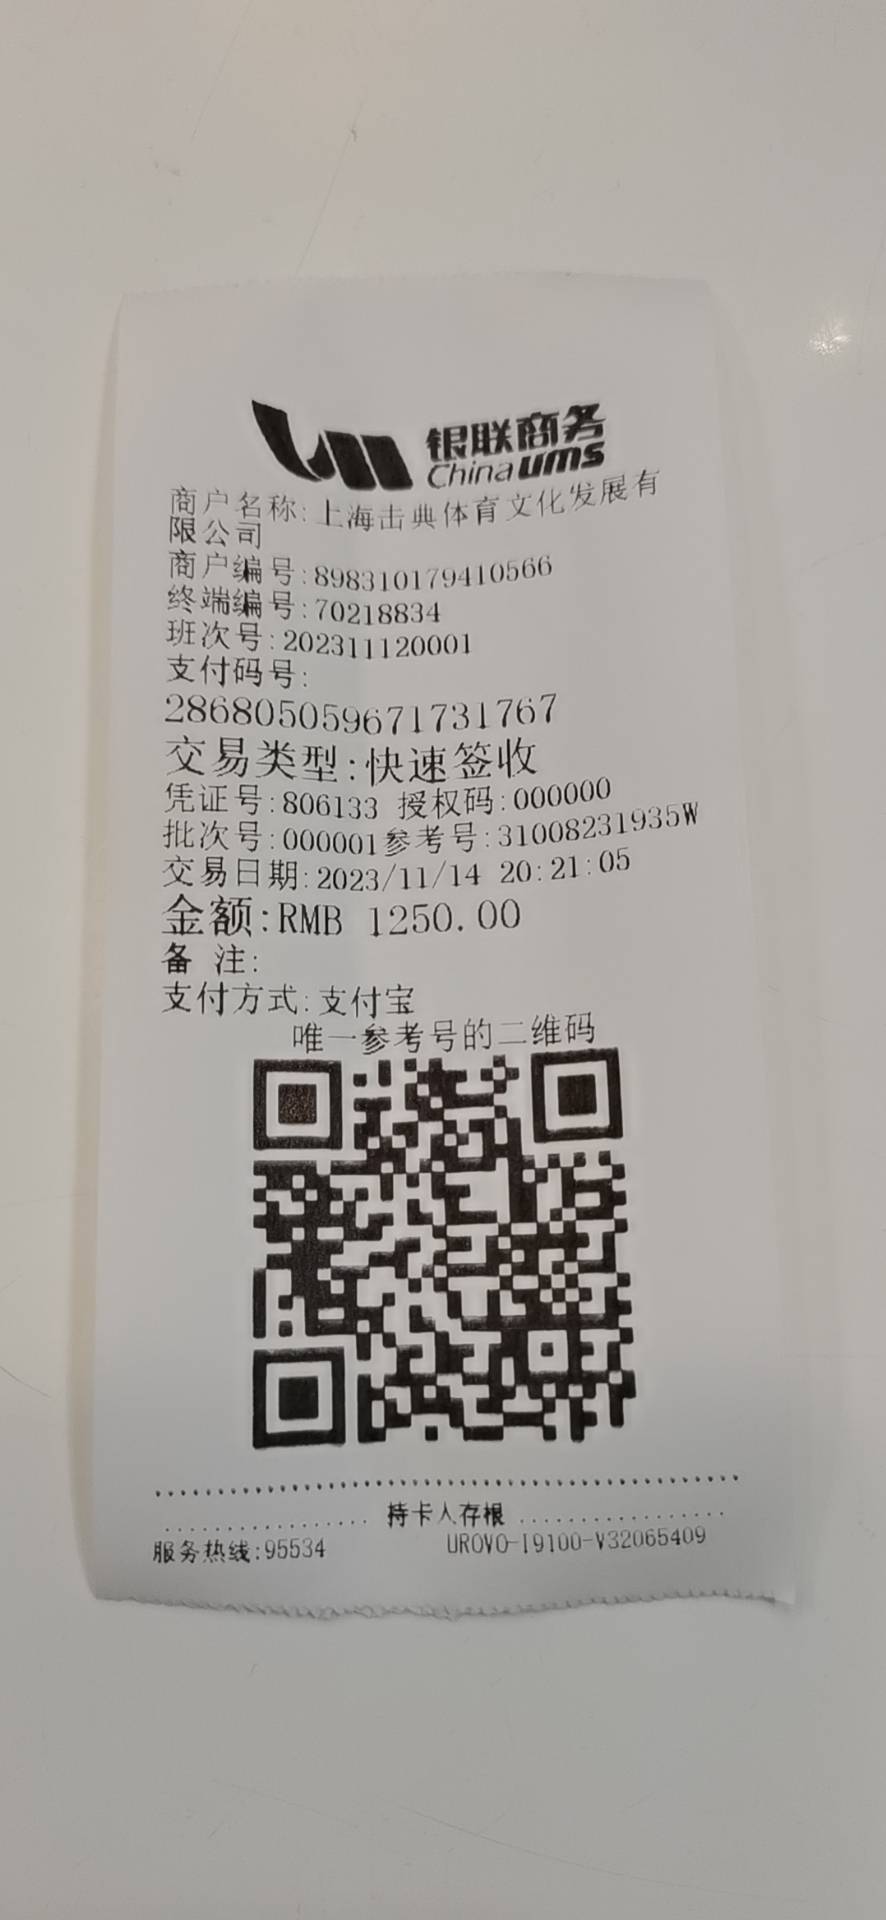 银联商务
Chinaums
商户名称:上海击典体育文化发展有
限公司
商户编号:898310179410566
终端编号:70218834
班次号:202311120001
支付码号:
286805059671731767
交易类型:快速签收
凭证号:806133 授权码:000000
批次号:000001参考号:31008231935W
交易日期:2023/11/14 20:21:05
金额:RMB 1250.00
备 注:
支付方式:支付宝
唯一参考号的二维码
持卡人存根
服务热线:95534 UROVO-I9100-V32065409